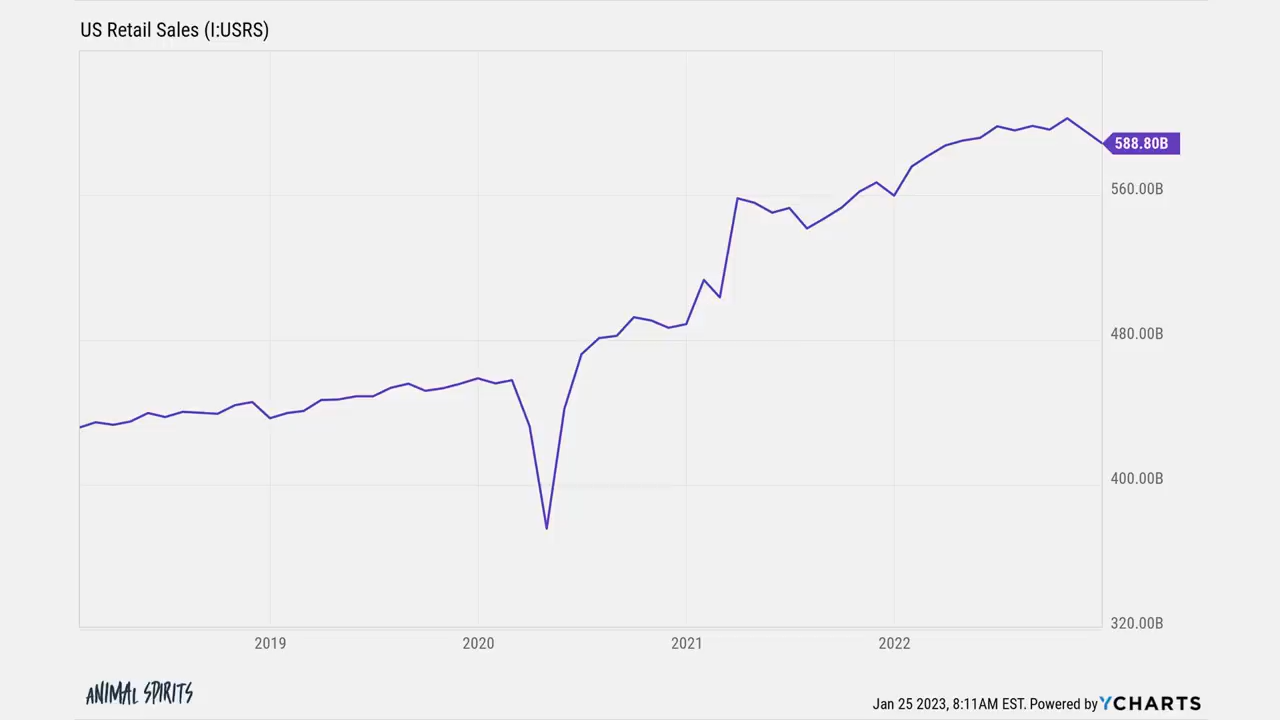 US Retail Sales (I:USRS)
588.80B
560.00B
480.00B
400.00B
320.00B
2019 2020 2021 2022
ANIMAL SPIRITS
Jan 25 2023, 8:11AM EST. Powered by YCHARTS